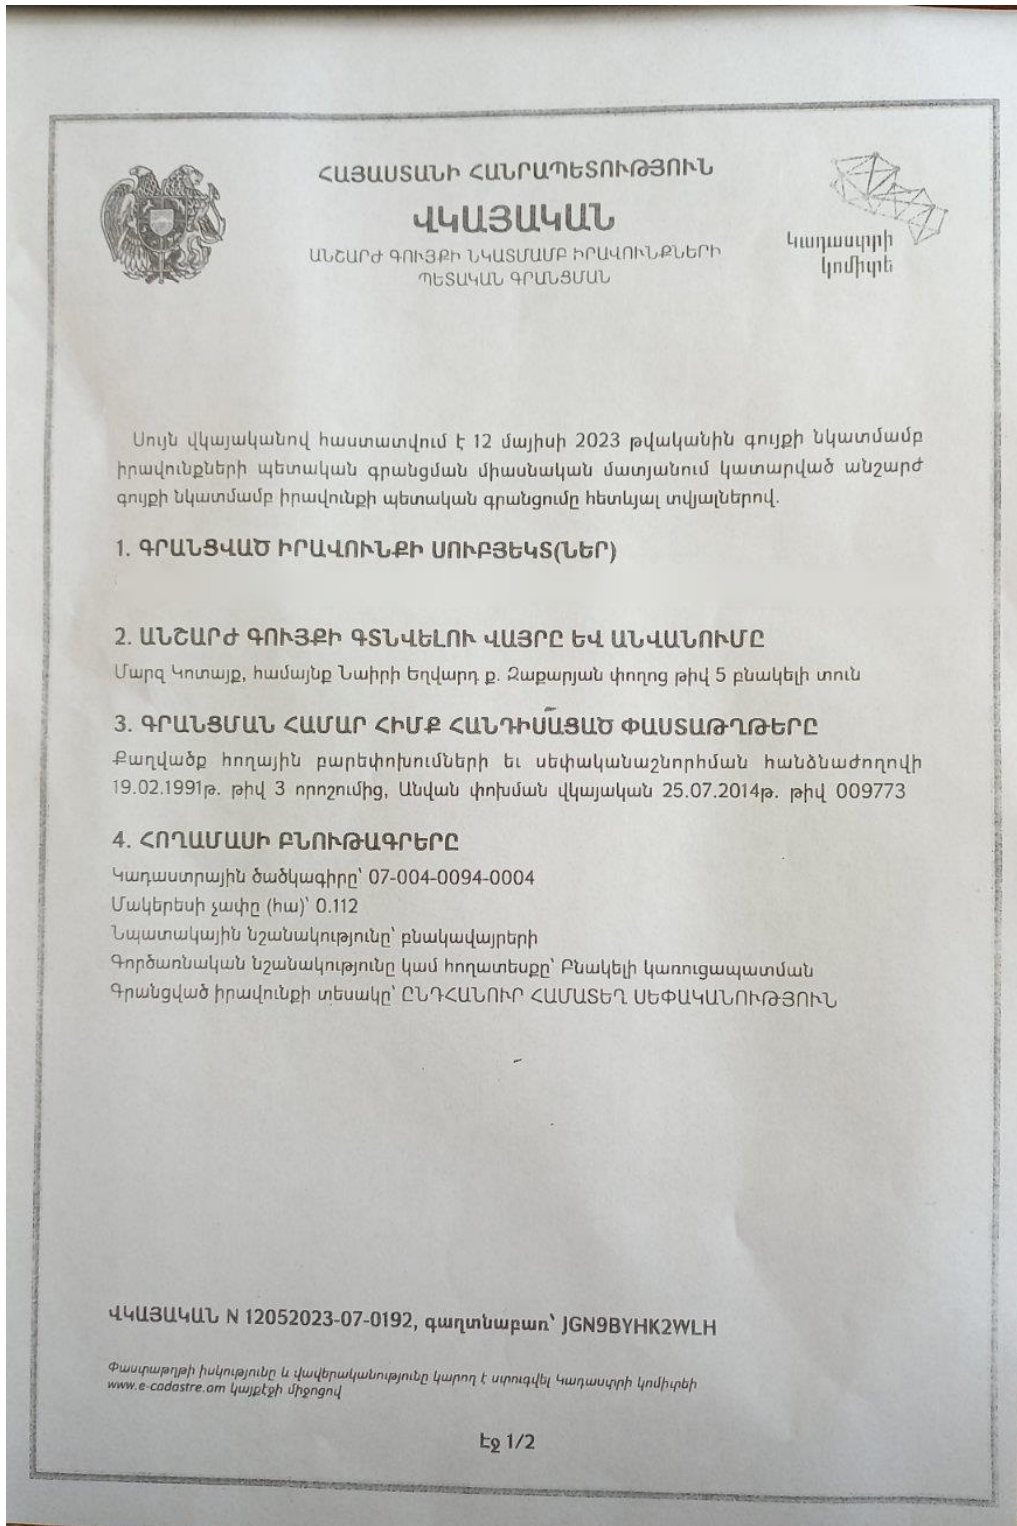 ՀԱՅԱՍՏԱՆԻ ՀԱՆՐԱՊԵՏՈՒԹՅՈՒՆ
ՎԿԱՅԱԿԱՆ
ԱՆՇԱՐԺ ԳՈՒՅՔԻ ՆԿԱՏՄԱՄԲ ԻՐԱՎՈՒՆՔՆԵՐԻ
ՊԵՏԱԿԱՆ ԳՐԱՆՑՄԱՆ
Կադաստրի
կոմիտե
Սույն վկայականով հաստատվում է 12 մայիսի 2023 թվականին գույքի նկատմամբ
իրավունքների պետական գրանցման միասնական մատյանում կատարված անշարժ
գույքի նկատմամբ իրավունքի պետական գրանցումը հետևյալ տվյալներով.
1. ԳՐԱՆՑՎԱԾ ԻՐԱՎՈՒՆՔԻ ՍՈՒԲՅԵԿՏ(ՆԵՐ)
2. ԱՆՇԱՐԺ ԳՈՒՅՔԻ ԳՏՆՎԵԼՈՒ ՎԱՅՐԸ ԵՎ ԱՆՎԱՆՈՒՄԸ
Մարզ Կոտայք, համայնք Նաիրի Եղվարդ ք. Զաքարյան փողոց թիվ 5 բնակելի տուն
3. ԳՐԱՆՑՄԱՆ ՀԱՄԱՐ ՀԻՄՔ ՀԱՆԴԻՍԱՑԱԾ ՓԱՍՏԱԹՂԹԵՐԸ
Քաղվածք հողային բարեփոխումների եւ սեփականաշնորհման հանձնաժողովի
19.02.1991թ. թիվ 3 որոշումից, Անվան փոխման վկայական 25.07.2014թ. թիվ 009773
4. ՀՈՂԱՄԱՍԻ ԲՆՈՒԹԱԳՐԵՐԸ
Կադաստրային ծածկագիրը՝ 07-004-0094-0004
Մակերեսի չափը (հա)՝ 0.112
Նպատակային նշանակությունը՝ բնակավայրերի
Գործառնական նշանակությունը կամ հողատեսքը՝ Բնակելի կառուցապատման
Գրանցված իրավունքի տեսակը՝ ԸՆԴՀԱՆՈՒՐ ՀԱՄԱՏԵՂ ՍԵՓԱԿԱՆՈՒԹՅՈՒՆ
ՎԿԱՅԱԿԱՆ N 12052023-07-0192, գաղտնաբառ՝ JGN9BYHK2WLH
Փաստաթղթի իսկությունը և վավերականությունը կարող է ստուգվել Կադաստրի կոմիտեի
www.e-cadastre.am կայքէջի միջոցով
Էջ 1/2